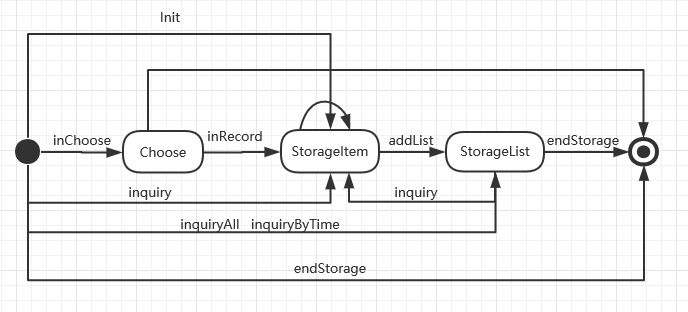 Init
inChoose
Choose
inRecord
StorageItem
addList
StorageList
endStorage
inquiry
inquiry
inquiryAll inquiryByTime
endStorage